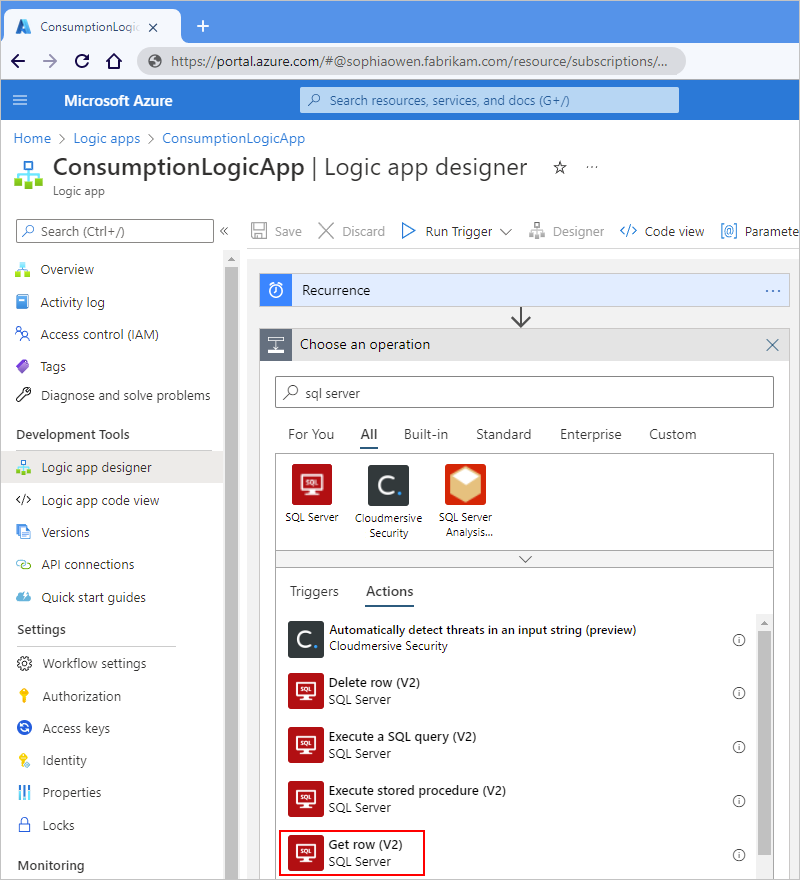 ConsumptionLogic
https://portal.azure.com/#@sophiaowen.fabrikam.com/resource/subscriptions/...
Microsoft Azure
Search resources, services, and docs (G+/)
Home > Logic apps > ConsumptionLogicApp
ConsumptionLogicApp | Logic app designer
Logic app
Search (Ctrl+/)
Save Discard Run Trigger Designer Code view Paramete
Overview
Activity log
Access control (IAM)
Tags
Diagnose and solve problems
Development Tools
Logic app designer
Logic app code view
Versions
API connections
Quick start guides
Settings
Workflow settings
Authorization
Access keys
Identity
Properties
Locks
Monitoring
Recurrence
Choose an operation
sql server
For You All Built-in Standard Enterprise Custom
SQL
SQL Server
C.
Cloudmersive
Security
SQL Server
Analysis...
Triggers Actions
C.
Automatically detect threats in an input string (preview)
Cloudmersive Security
SQL
Delete row (V2)
SQL Server
SQL
Execute a SQL query (V2)
SQL Server
SQL
Execute stored procedure (V2)
SQL Server
SQL
Get row (V2)
SQL Server